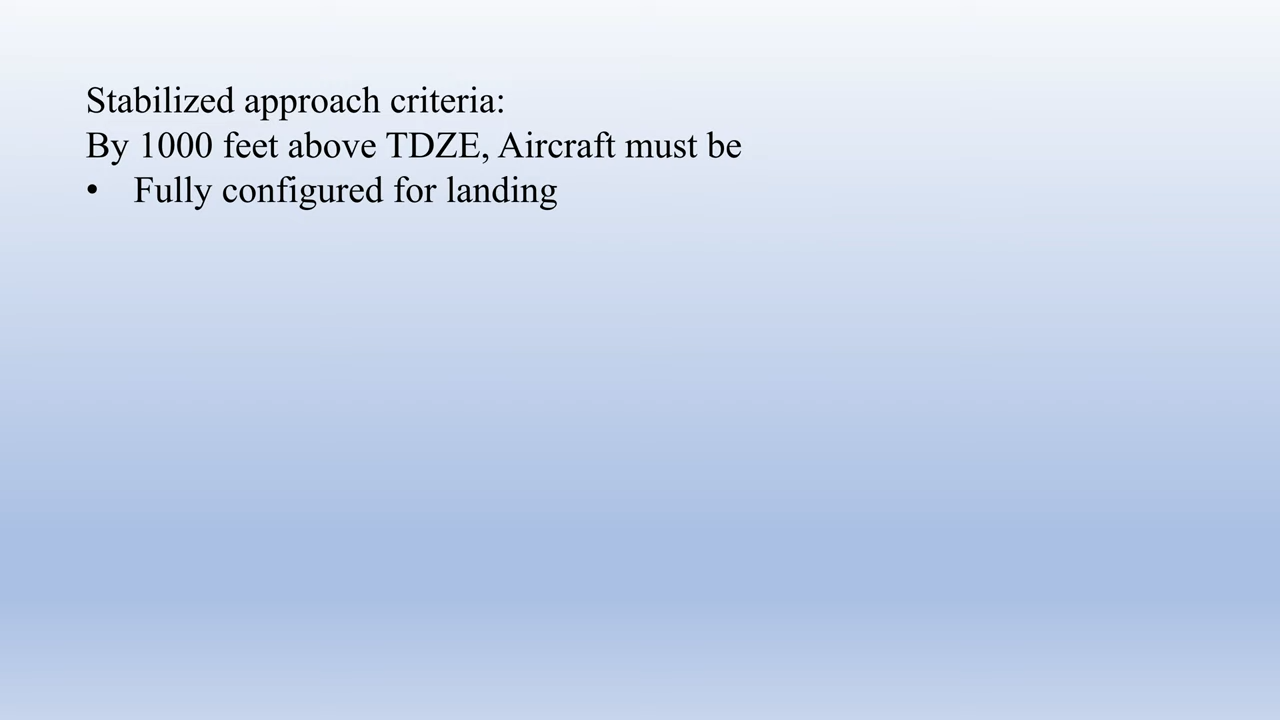 Stabilized approach criteria:
By 1000 feet above TDZE, Aircraft must be
• Fully configured for landing